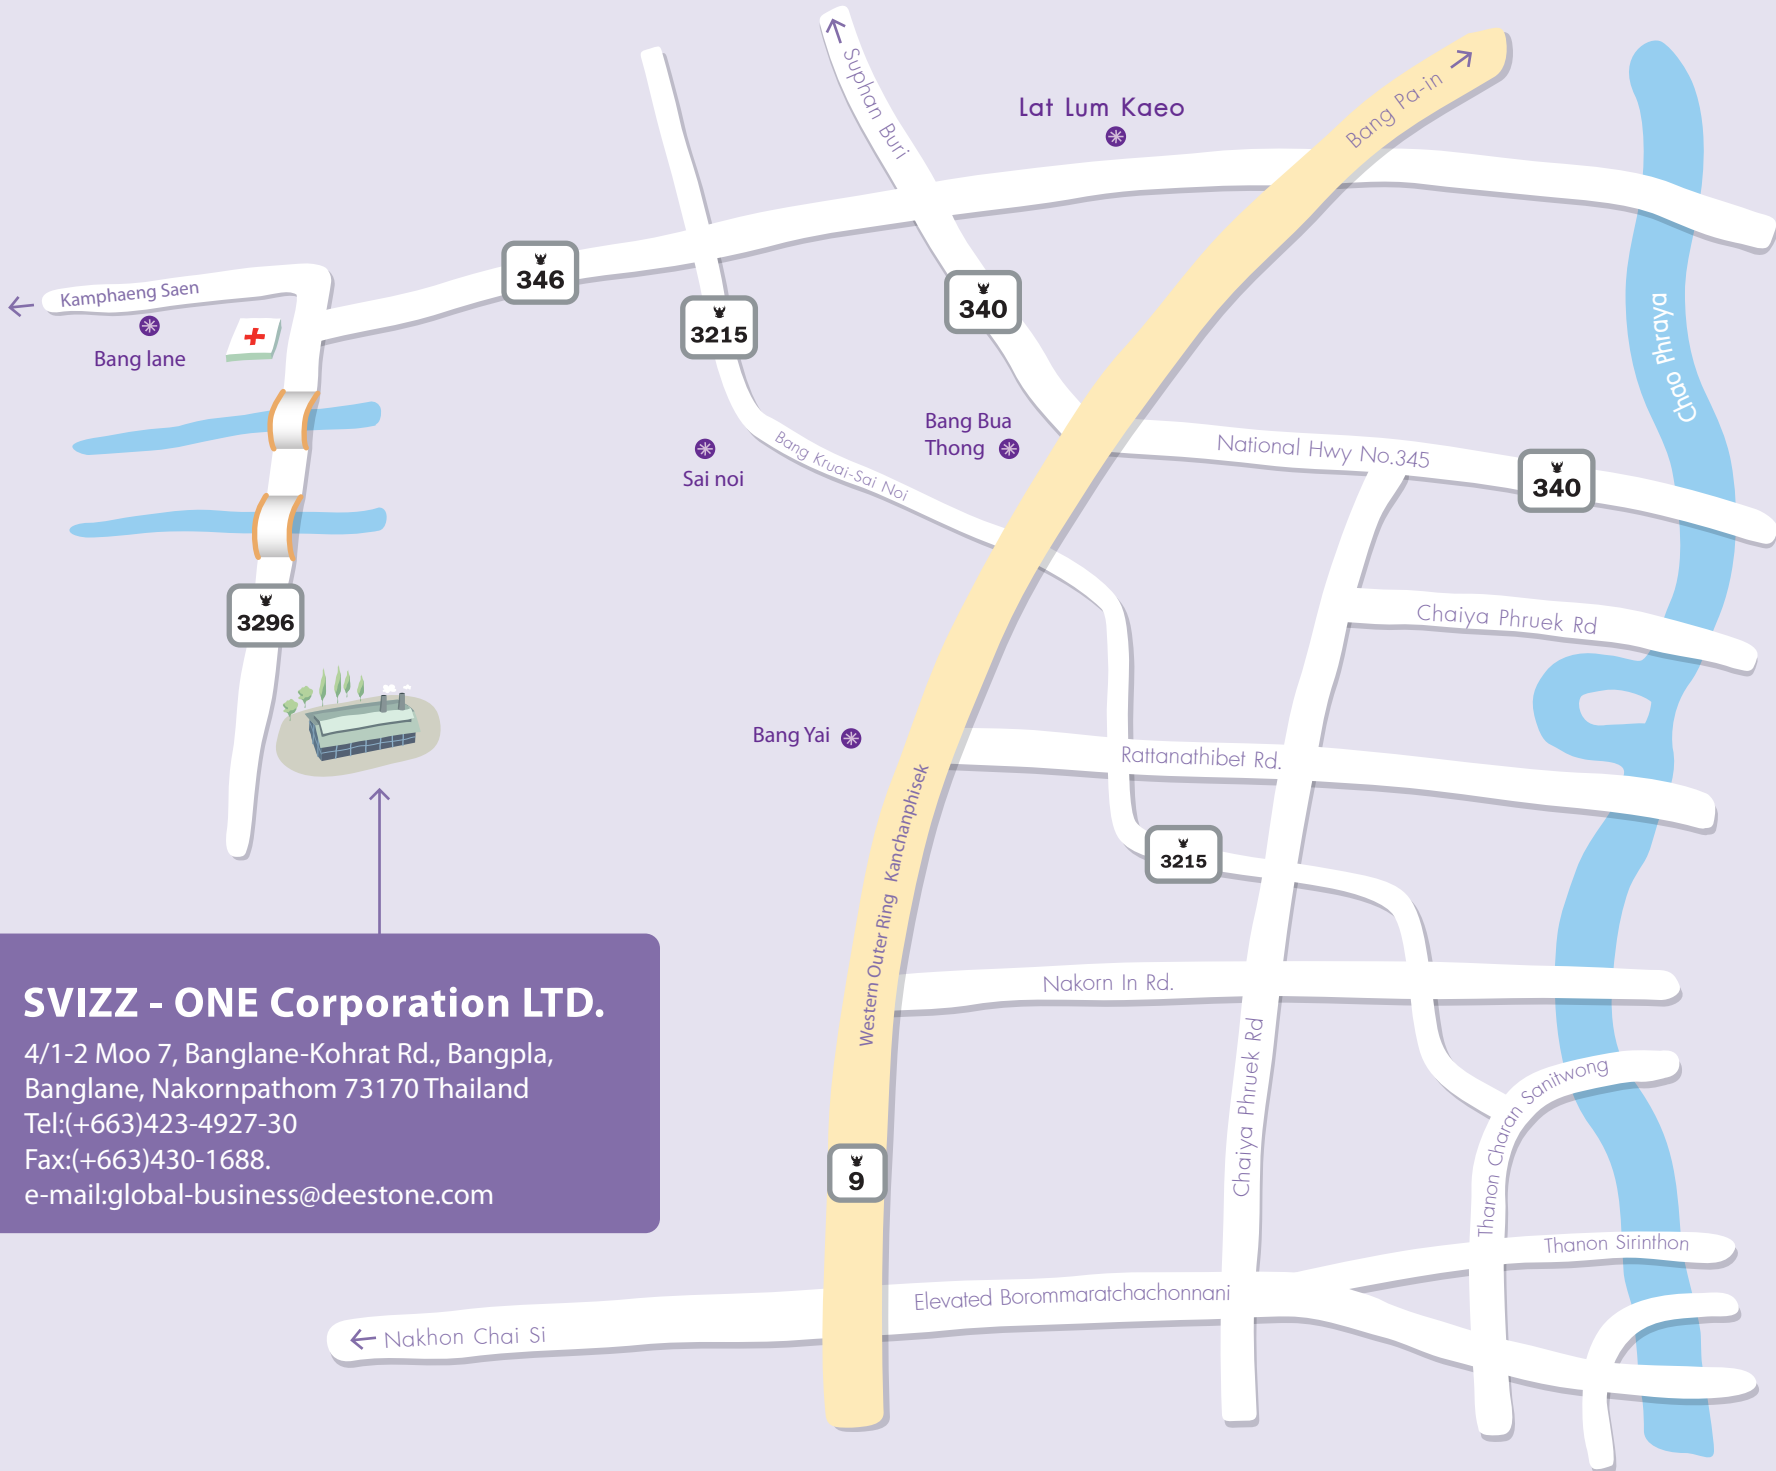 Suphan Buri
Bang Pa-in
Lat Lum Kaeo
346
Kamphaeng Saen
Bang lane
3215
340
Chao Phraya
Bang Bua
Thong
National Hwy No.345
340
Sai noi
Bang Kruai-Sai Noi
3296
Chaiya Phruek Rd
Bang Yai
Rattanathibet Rd.
Western Outer Ring Kanchanphisek
3215
Nakorn In Rd.
SVIZZ - ONE Corporation LTD.
4/1-2 Moo 7, Banglane-Kohrat Rd., Bangpla,
Banglane, Nakornpathom 73170 Thailand
Tel:(+663)423-4927-30
Fax:(+663)430-1688.
e-mail:global-business@deestone.com
Chaiya Phruek Rd
Thanon Charan Sanitwong
9
Thanon Sirinthon
Elevated Borommaratchachonnani
Nakhon Chai Si